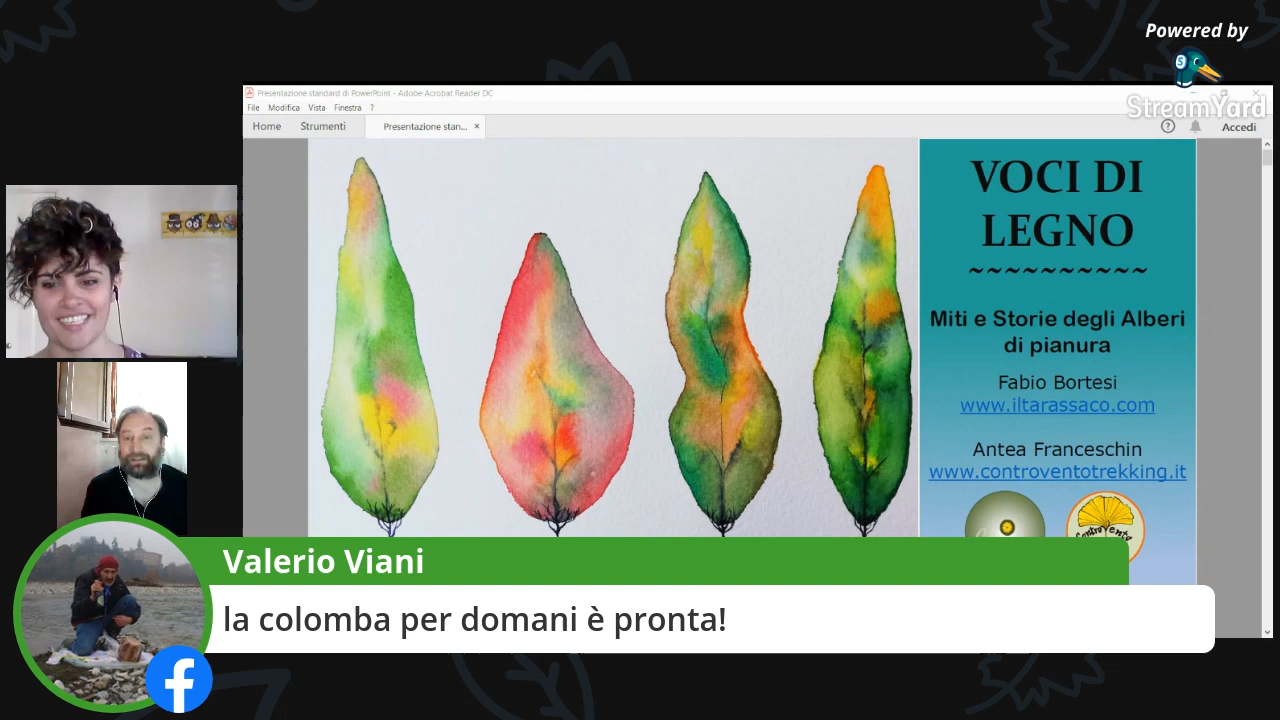 Powered by
StreamYard
Presentazione standard di PowerPoint - Adobe Acrobat Reader DC
File Modifica Vista Finestra ?
Home Strumenti Presentazione stan... × Accedi
VOCI DI
LEGNO
~~~~~~~~~~
Miti e Storie degli Alberi
di pianura
Fabio Bortesi
www.iltarassaco.com
Antea Franceschin
www.controventotrekking.it
Controvento
Valerio Viani
la colomba per domani è pronta!